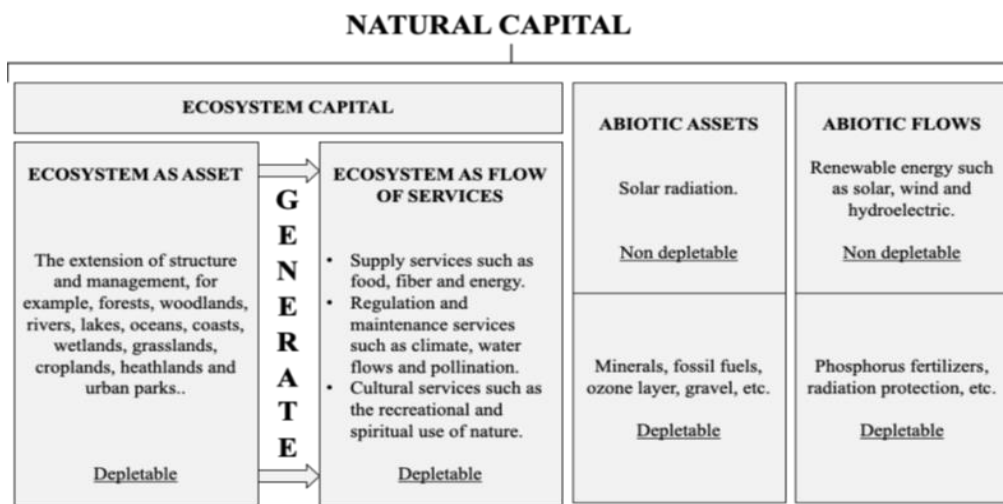 NATURAL CAPITAL
ECOSYSTEM CAPITAL
ECOSYSTEM AS ASSET
The extension of structure
and management, for
example, forests, woodlands,
rivers, lakes, oceans, coasts,
wetlands, grasslands,
croplands, heathlands and
urban parks..
Depletable
G
E
N
E
R
A
T
E
ECOSYSTEM AS FLOW
OF SERVICES
• Supply services such as
food, fiber and energy.
• Regulation and
maintenance services
such as climate, water
flows and pollination.
• Cultural services such as
the recreational and
spiritual use of nature.
Depletable
ABIOTIC ASSETS
Solar radiation.
Non depletable
Minerals, fossil fuels,
ozone layer, gravel, etc.
Depletable
ABIOTIC FLOWS
Renewable energy such
as solar, wind and
hydroelectric.
Non depletable
Phosphorus fertilizers,
radiation protection, etc.
Depletable